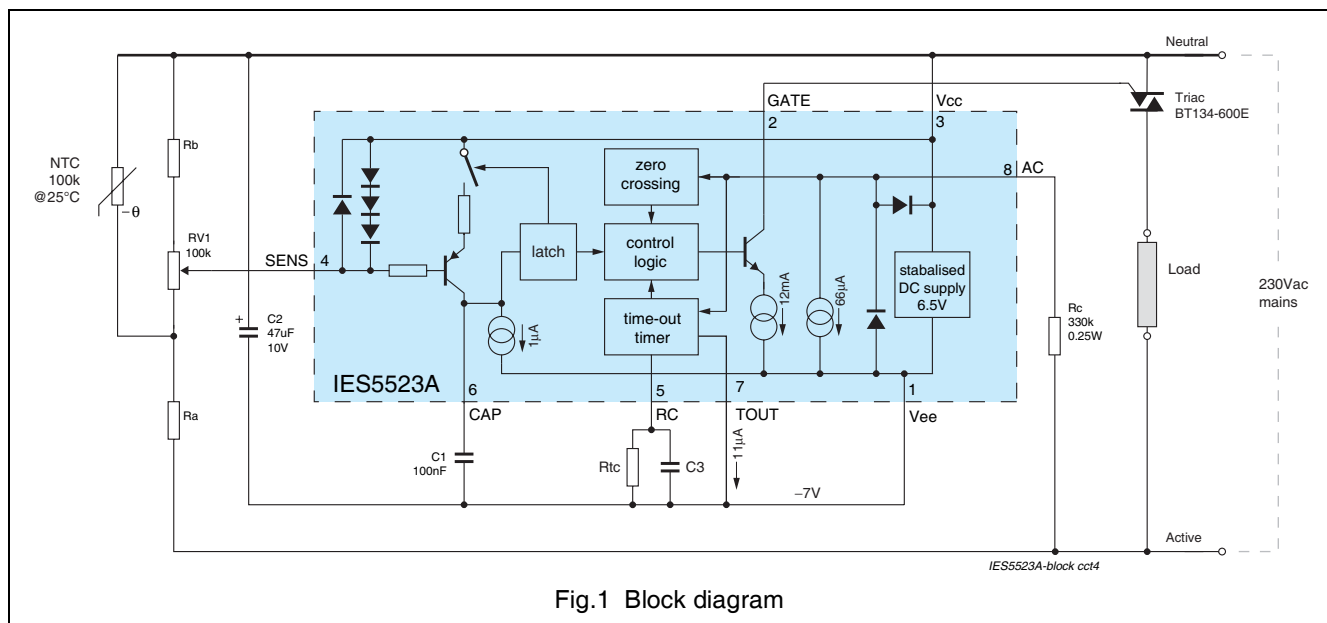 Neutral
GATE
Vcc
2
3
Triac
BT134-600E
Rb
NTC
100k
@25°C
−θ
zero
crossing
8
AC
RV1
100k
SENS
4
latch
control
logic
stabalised
DC supply
6.5V
Load
230Vac
mains
+
C2
47uF
10V
1µA
time-out
timer
12mA
66µA
Rc
330k
0.25W
IES5523A
6
5
7
1
CAP
RC
TOUT
Vee
Ra
C1
100nF
Rtc
C3
11µA
−7V
Active
IES5523A-block cct4
Fig.1 Block diagram